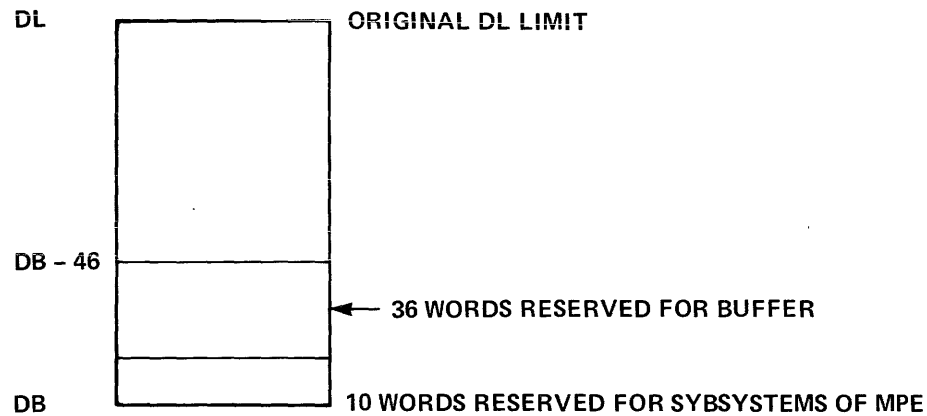 DL ORIGINAL DL LIMIT
DB – 46
36 WORDS RESERVED FOR BUFFER
DB 10 WORDS RESERVED FOR SYBSYSTEMS OF MPE